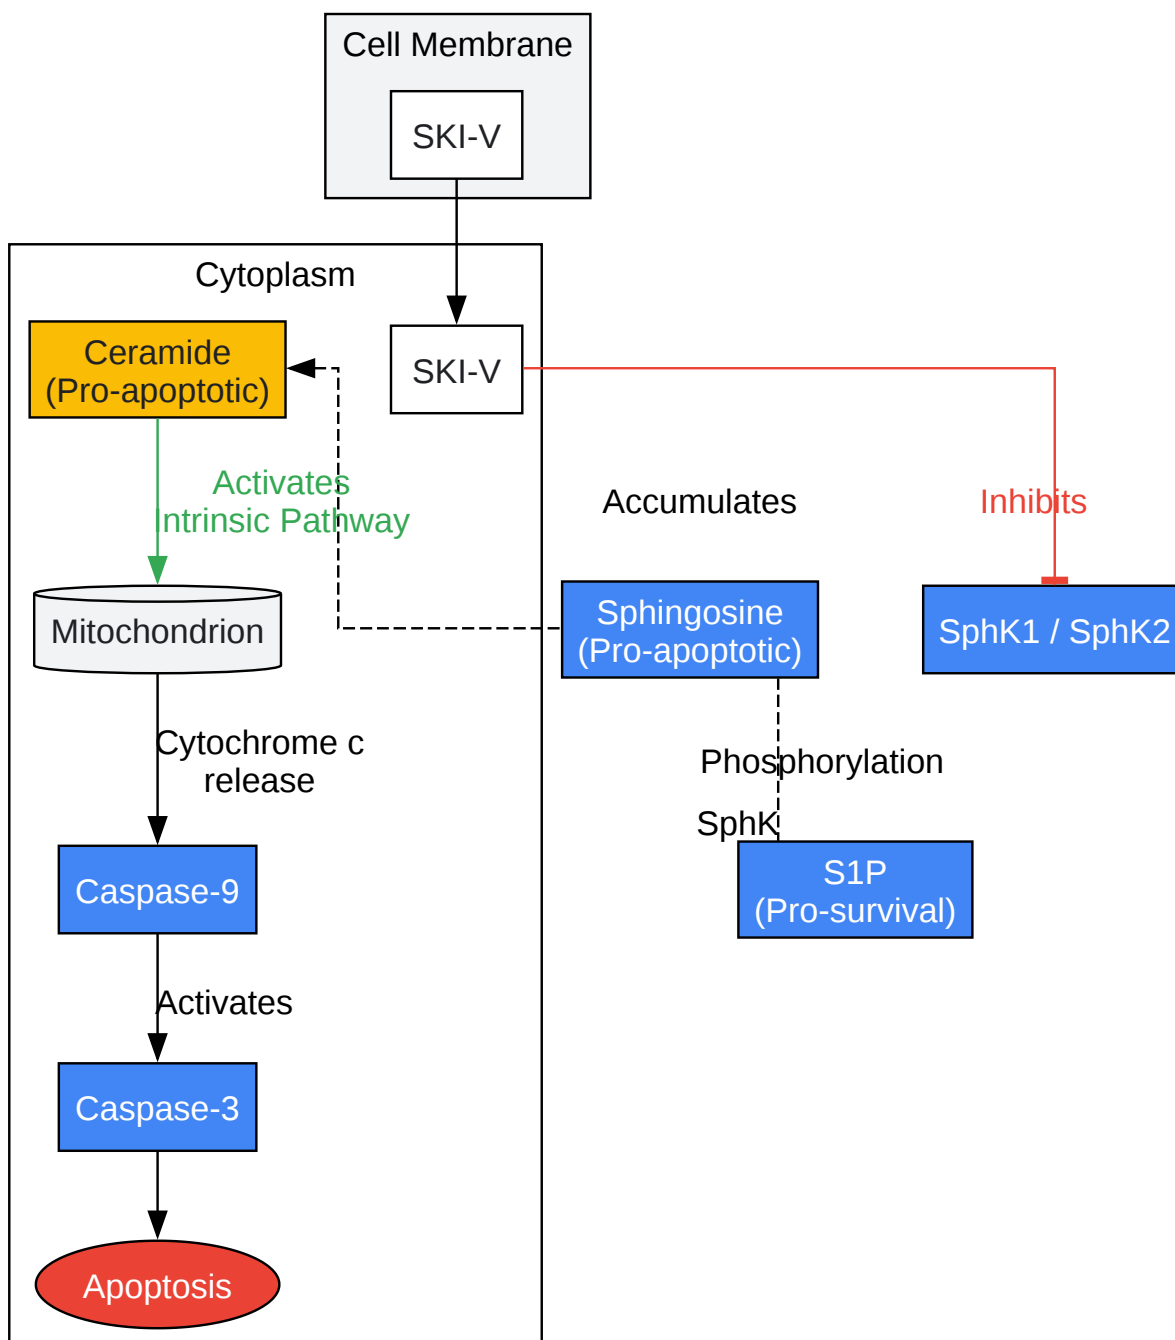 Cell Membrane
SKI-V
Cytoplasm
Ceramide
(Pro-apoptotic)
SKI-V
Activates
Intrinsic Pathway
Accumulates
Inhibits
Mitochondrion
Sphingosine
(Pro-apoptotic)
SphK1 / SphK2
Cytochrome c
release
Phosphorylation
SphK
Caspase-9
S1P
(Pro-survival)
Activates
Caspase-3
Apoptosis